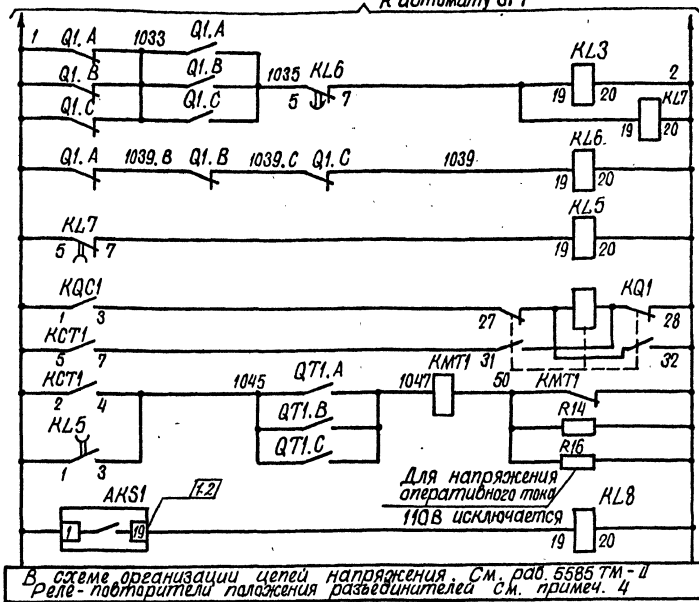 К автомату SF1
1 Q1.A 1033 Q1.A
Q1.B Q1.B 1035 KL6 KL3 2
5 7 19 20 KL7
Q1.C Q1.C
19 20
Q1.A 1039.B Q1.B 1039.C Q1.C 1039 KL6
19 20
KL7 KL5
5 7 19 20
KQC1 KQ1
1 3 27 28
KCT1
5 7 31 32
KCT1 1045 QT1.A 1047 KMT1 50 KMT1
2 4
QT1.B R14
KL5
QT1.C R16
1 3
Для напряжения
оперативного тока
110В исключается
AKS1 1.2 KL8
1 19 19 20
В схеме организации цепей напряжения. См. раб. 5585 ТМ-II
Реле-повторители положения разъединителей см. примеч. 4